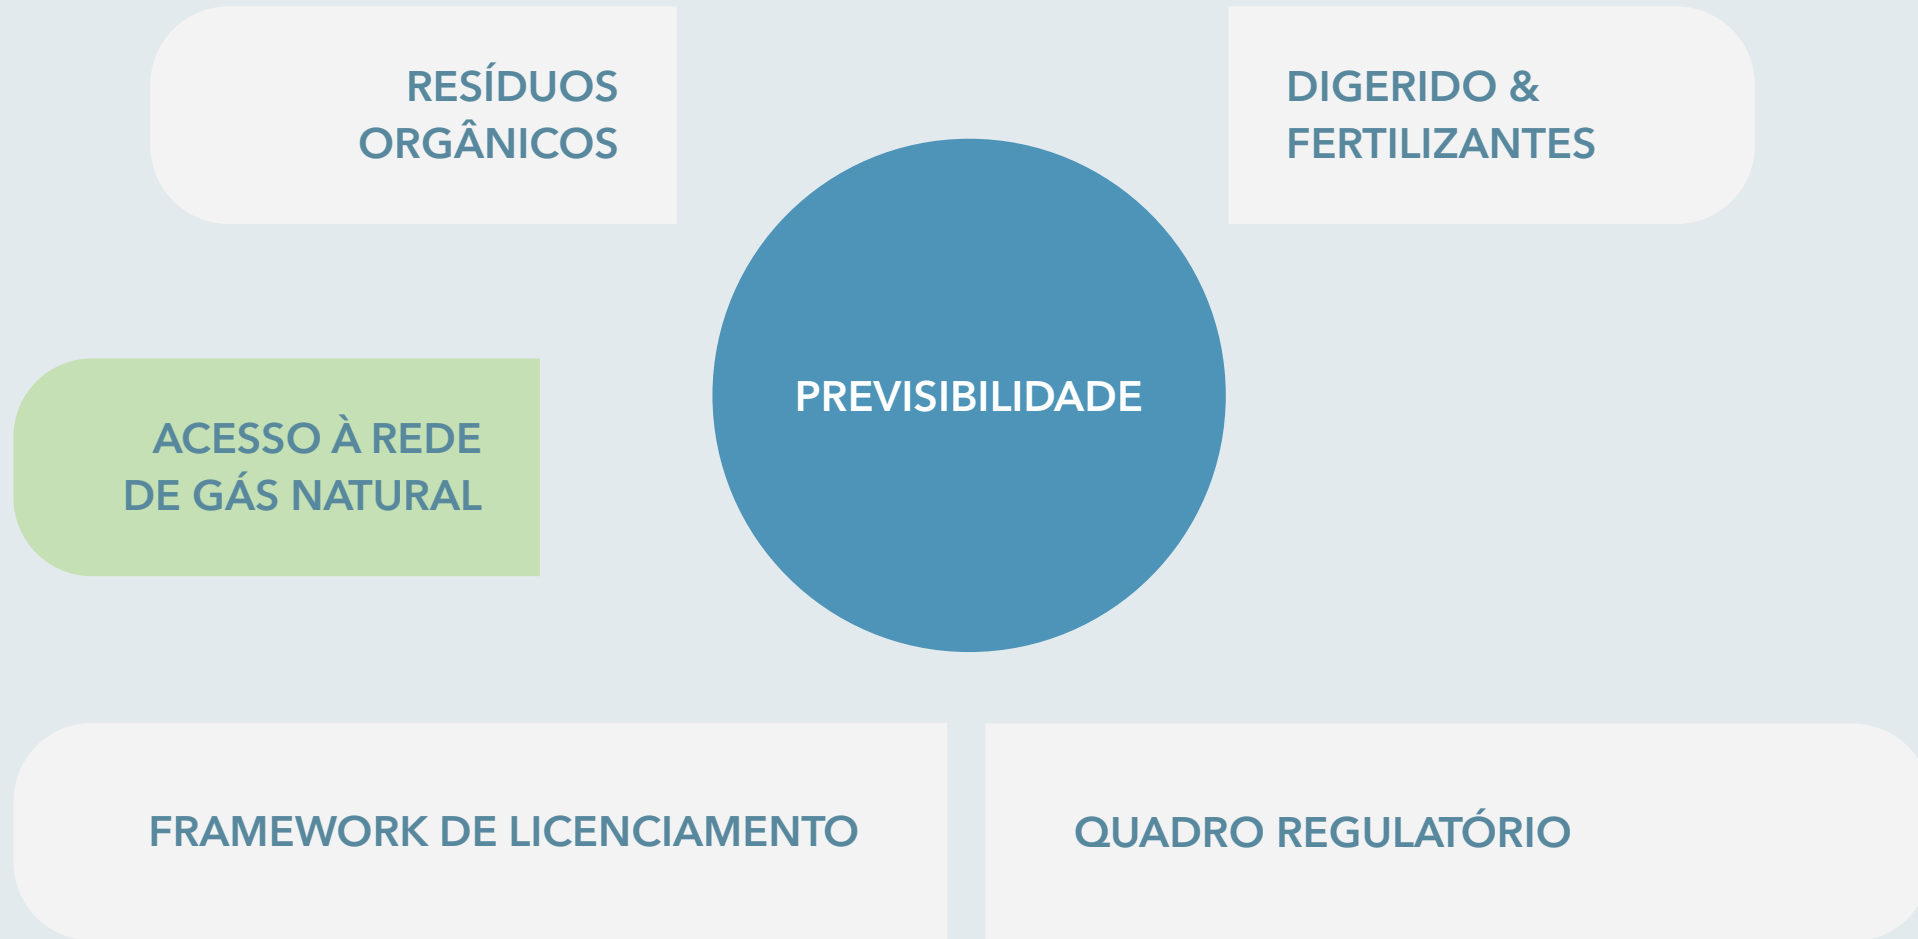 RESÍDUOS
ORGÂNICOS
DIGERIDO &
FERTILIZANTES
PREVISIBILIDADE
ACESSO À REDE
DE GÁS NATURAL
FRAMEWORK DE LICENCIAMENTO
QUADRO REGULATÓRIO